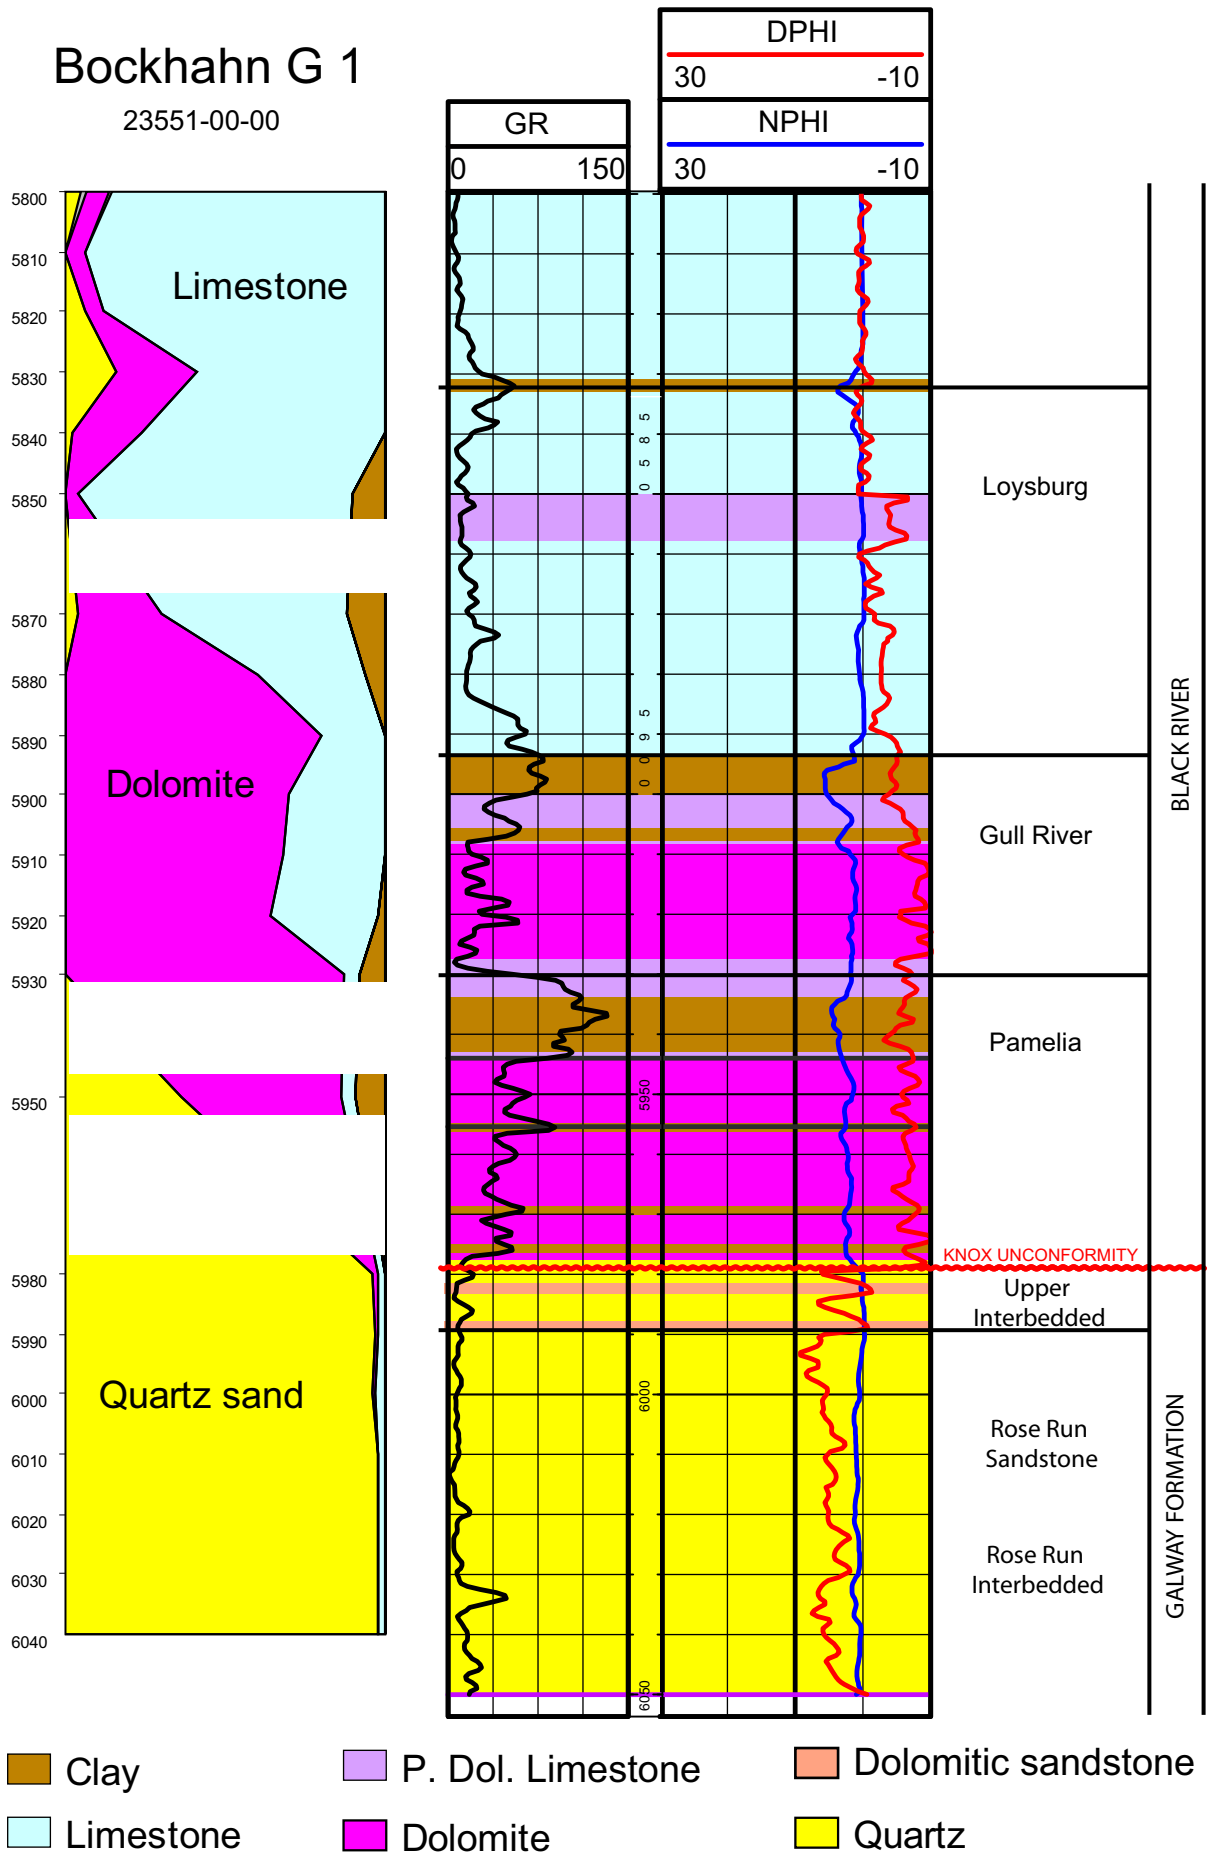 Bockhahn G 1
23551-00-00
DPHI
30 -10
NPHI
30 -10
GR
0 150
5800
5810
5820
5830
5840
5850
5870
5880
5890
5900
5910
5920
5930
5950
5980
5990
6000
6010
6020
6030
6040
Limestone
Dolomite
Quartz sand
5850
5900
5950
6000
6050
Loysburg
Gull River
Pamelia
KNOX UNCONFORMITY
Upper
Interbedded
Rose Run
Sandstone
Rose Run
Interbedded
BLACK RIVER
GALWAY FORMATION
Clay
P. Dol. Limestone
Dolomitic sandstone
Limestone
Dolomite
Quartz